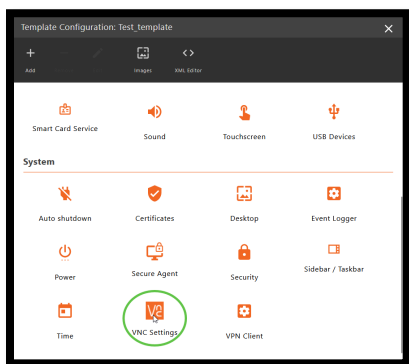 Template Configuration: Test_template
Add Images XML Editor
Smart Card Service Sound Touchscreen USB Devices
System
Auto shutdown Certificates Desktop Event Logger
Power Secure Agent Security Sidebar / Taskbar
Time VNC Settings VPN Client